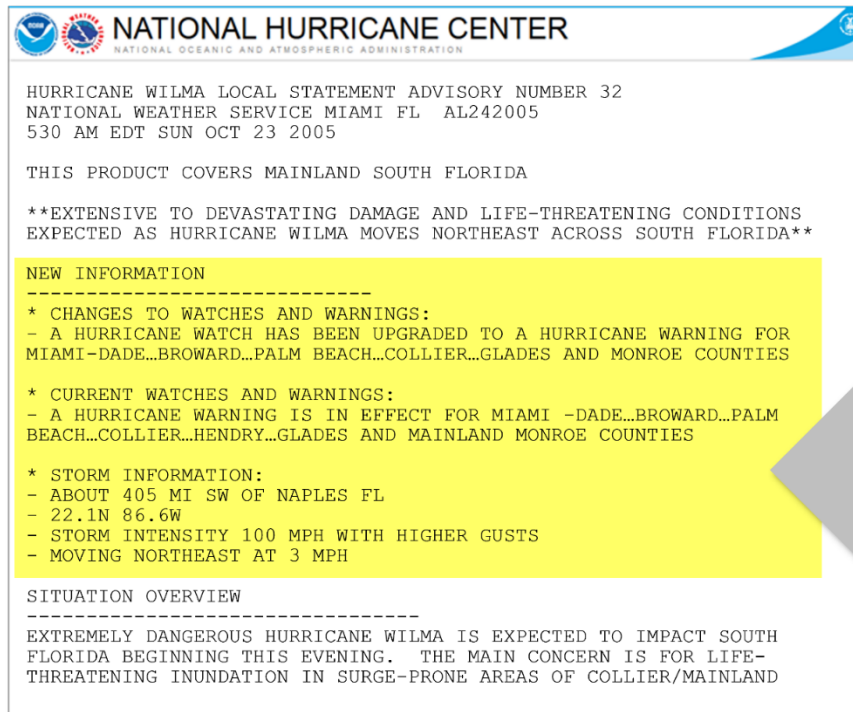 NATIONAL HURRICANE CENTER
NATIONAL OCEANIC AND ATMOSPHERIC ADMINISTRATION
HURRICANE WILMA LOCAL STATEMENT ADVISORY NUMBER 32
NATIONAL WEATHER SERVICE MIAMI FL  AL242005
530 AM EDT SUN OCT 23 2005
THIS PRODUCT COVERS MAINLAND SOUTH FLORIDA
**EXTENSIVE TO DEVASTATING DAMAGE AND LIFE-THREATENING CONDITIONS
EXPECTED AS HURRICANE WILMA MOVES NORTHEAST ACROSS SOUTH FLORIDA**
NEW INFORMATION
-----------------------------
* CHANGES TO WATCHES AND WARNINGS:
- A HURRICANE WATCH HAS BEEN UPGRADED TO A HURRICANE WARNING FOR
MIAMI-DADE…BROWARD…PALM BEACH…COLLIER…GLADES AND MONROE COUNTIES
* CURRENT WATCHES AND WARNINGS:
- A HURRICANE WARNING IS IN EFFECT FOR MIAMI -DADE…BROWARD…PALM
BEACH…COLLIER…HENDRY…GLADES AND MAINLAND MONROE COUNTIES
* STORM INFORMATION:
- ABOUT 405 MI SW OF NAPLES FL
- 22.1N 86.6W
- STORM INTENSITY 100 MPH WITH HIGHER GUSTS
- MOVING NORTHEAST AT 3 MPH
SITUATION OVERVIEW
---------------------------------
EXTREMELY DANGEROUS HURRICANE WILMA IS EXPECTED TO IMPACT SOUTH
FLORIDA BEGINNING THIS EVENING.  THE MAIN CONCERN IS FOR LIFE-
THREATENING INUNDATION IN SURGE-PRONE AREAS OF COLLIER/MAINLAND